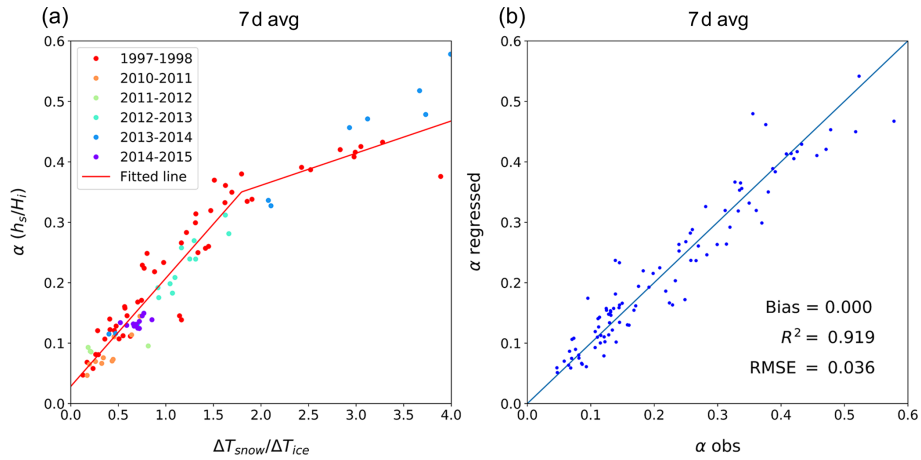 (a) 7 d avg
0.6
0.5
0.4
0.3
0.2
0.1
0.0
α (hs/Hi)
1997-1998
2010-2011
2011-2012
2012-2013
2013-2014
2014-2015
Fitted line
0.0 0.5 1.0 1.5 2.0 2.5 3.0 3.5 4.0
ΔTsnow/ΔTice
(b) 7 d avg
0.6
0.5
0.4
0.3
0.2
0.1
0.0
α regressed
Bias = 0.000
R² = 0.919
RMSE = 0.036
0.0 0.1 0.2 0.3 0.4 0.5 0.6
α obs